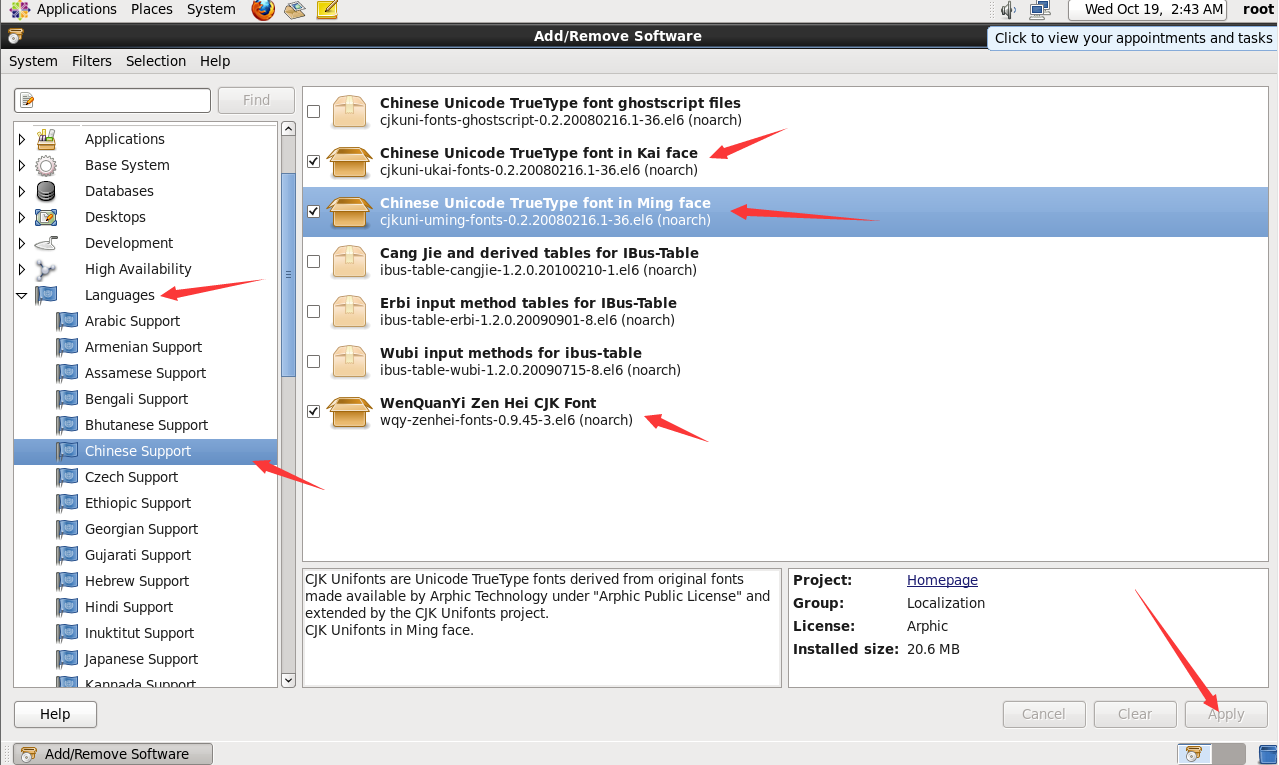 Applications Places System
Wed Oct 19, 2:43 AM root
Add/Remove Software
Click to view your appointments and tasks
System Filters Selection Help
Find
Applications
Base System
Databases
Desktops
Development
High Availability
Languages
Arabic Support
Armenian Support
Assamese Support
Bengali Support
Bhutanese Support
Chinese Support
Czech Support
Ethiopic Support
Georgian Support
Gujarati Support
Hebrew Support
Hindi Support
Inuktitut Support
Japanese Support
Kannada Support
Chinese Unicode TrueType font ghostscript files
cjkuni-fonts-ghostscript-0.2.20080216.1-36.el6 (noarch)
Chinese Unicode TrueType font in Kai face
cjkuni-ukai-fonts-0.2.20080216.1-36.el6 (noarch)
Chinese Unicode TrueType font in Ming face
cjkuni-uming-fonts-0.2.20080216.1-36.el6 (noarch)
Cang Jie and derived tables for IBus-Table
ibus-table-cangjie-1.2.0.20100210-1.el6 (noarch)
Erbi input method tables for IBus-Table
ibus-table-erbi-1.2.0.20090901-8.el6 (noarch)
Wubi input methods for ibus-table
ibus-table-wubi-1.2.0.20090715-8.el6 (noarch)
WenQuanYi Zen Hei CJK Font
wqy-zenhei-fonts-0.9.45-3.el6 (noarch)
CJK Unifonts are Unicode TrueType fonts derived from original fonts
made available by Arphic Technology under "Arphic Public License" and
extended by the CJK Unifonts project.
CJK Unifonts in Ming face.
Project: Homepage
Group: Localization
License: Arphic
Installed size: 20.6 MB
Help
Cancel Clear Apply
Add/Remove Software